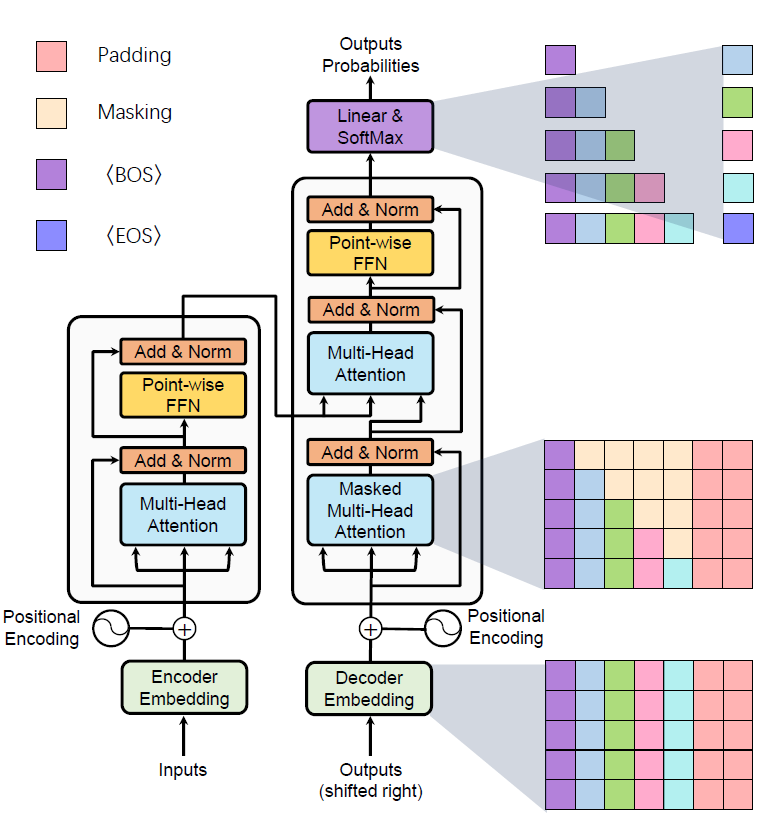 Padding
Masking
〈BOS〉
〈EOS〉
Outputs
Probabilities
Linear &
SoftMax
Add & Norm
Point-wise
FFN
Add & Norm
Multi-Head
Attention
Add & Norm
Masked
Multi-Head
Attention
Add & Norm
Point-wise
FFN
Add & Norm
Multi-Head
Attention
Positional
Encoding
+
+
Positional
Encoding
Encoder
Embedding
Decoder
Embedding
Inputs
Outputs
(shifted right)